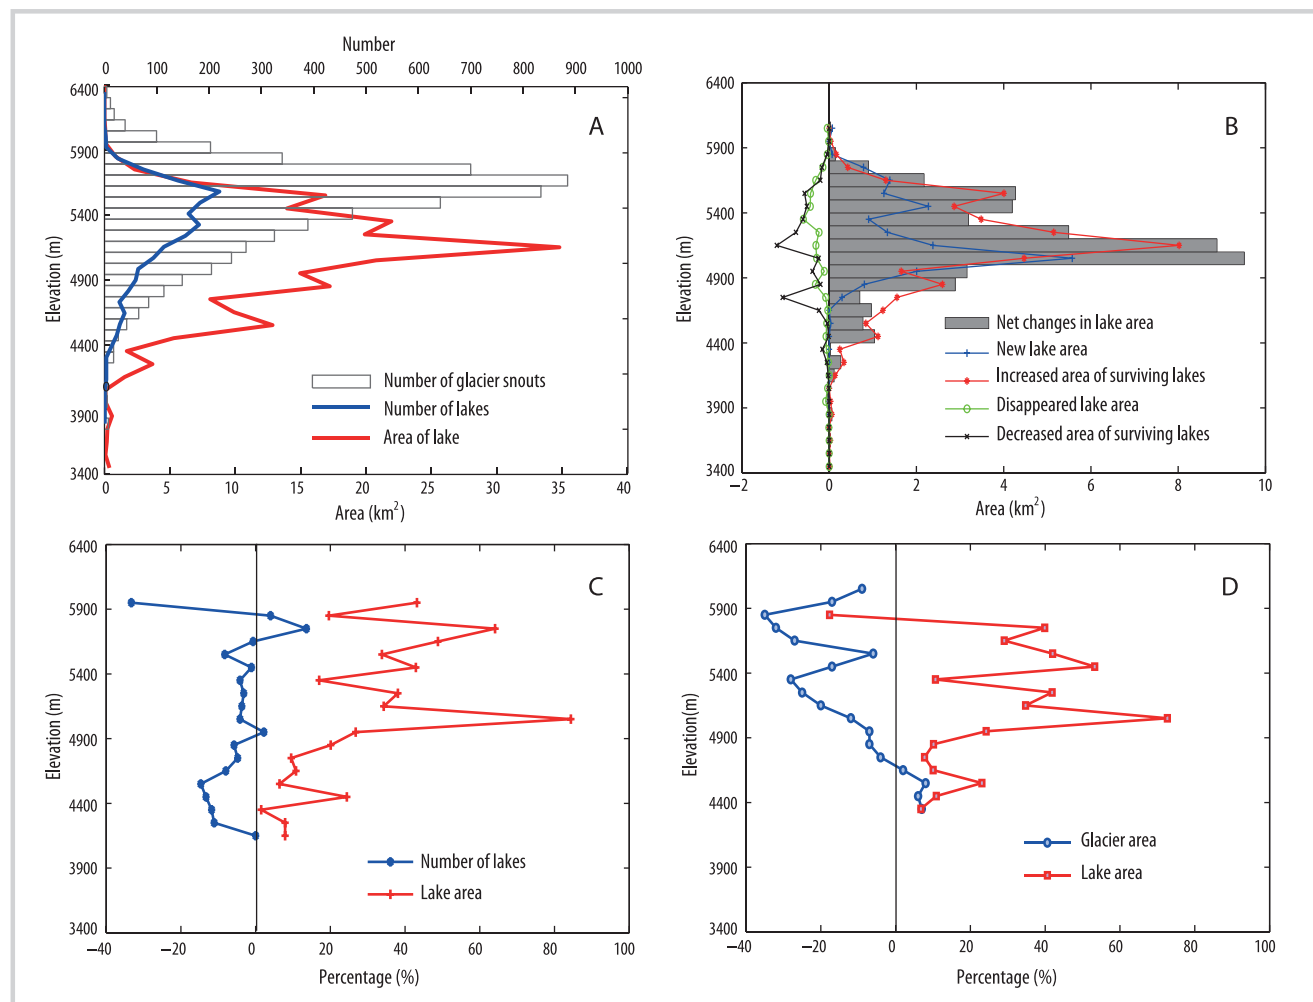 Number
0 100 200 300 400 500 600 700 800 900 1000
6400
5900
5400
4900
4400
3900
3400
Elevation (m)
A
Number of glacier snouts
Number of lakes
Area of lake
0 5 10 15 20 25 30 35 40
Area (km²)
6400
5900
5400
4900
4400
3900
3400
Elevation (m)
B
Net changes in lake area
New lake area
Increased area of surviving lakes
Disappeared lake area
Decreased area of surviving lakes
−2 0 2 4 6 8 10
Area (km²)
6400
5900
5400
4900
4400
3900
3400
Elevation (m)
C
Number of lakes
Lake area
−40 −20 0 20 40 60 80 100
Percentage (%)
6400
5900
5400
4900
4400
3900
3400
Elevation(m)
D
Glacier area
Lake area
−40 −20 0 20 40 60 80 100
Percentage (%)